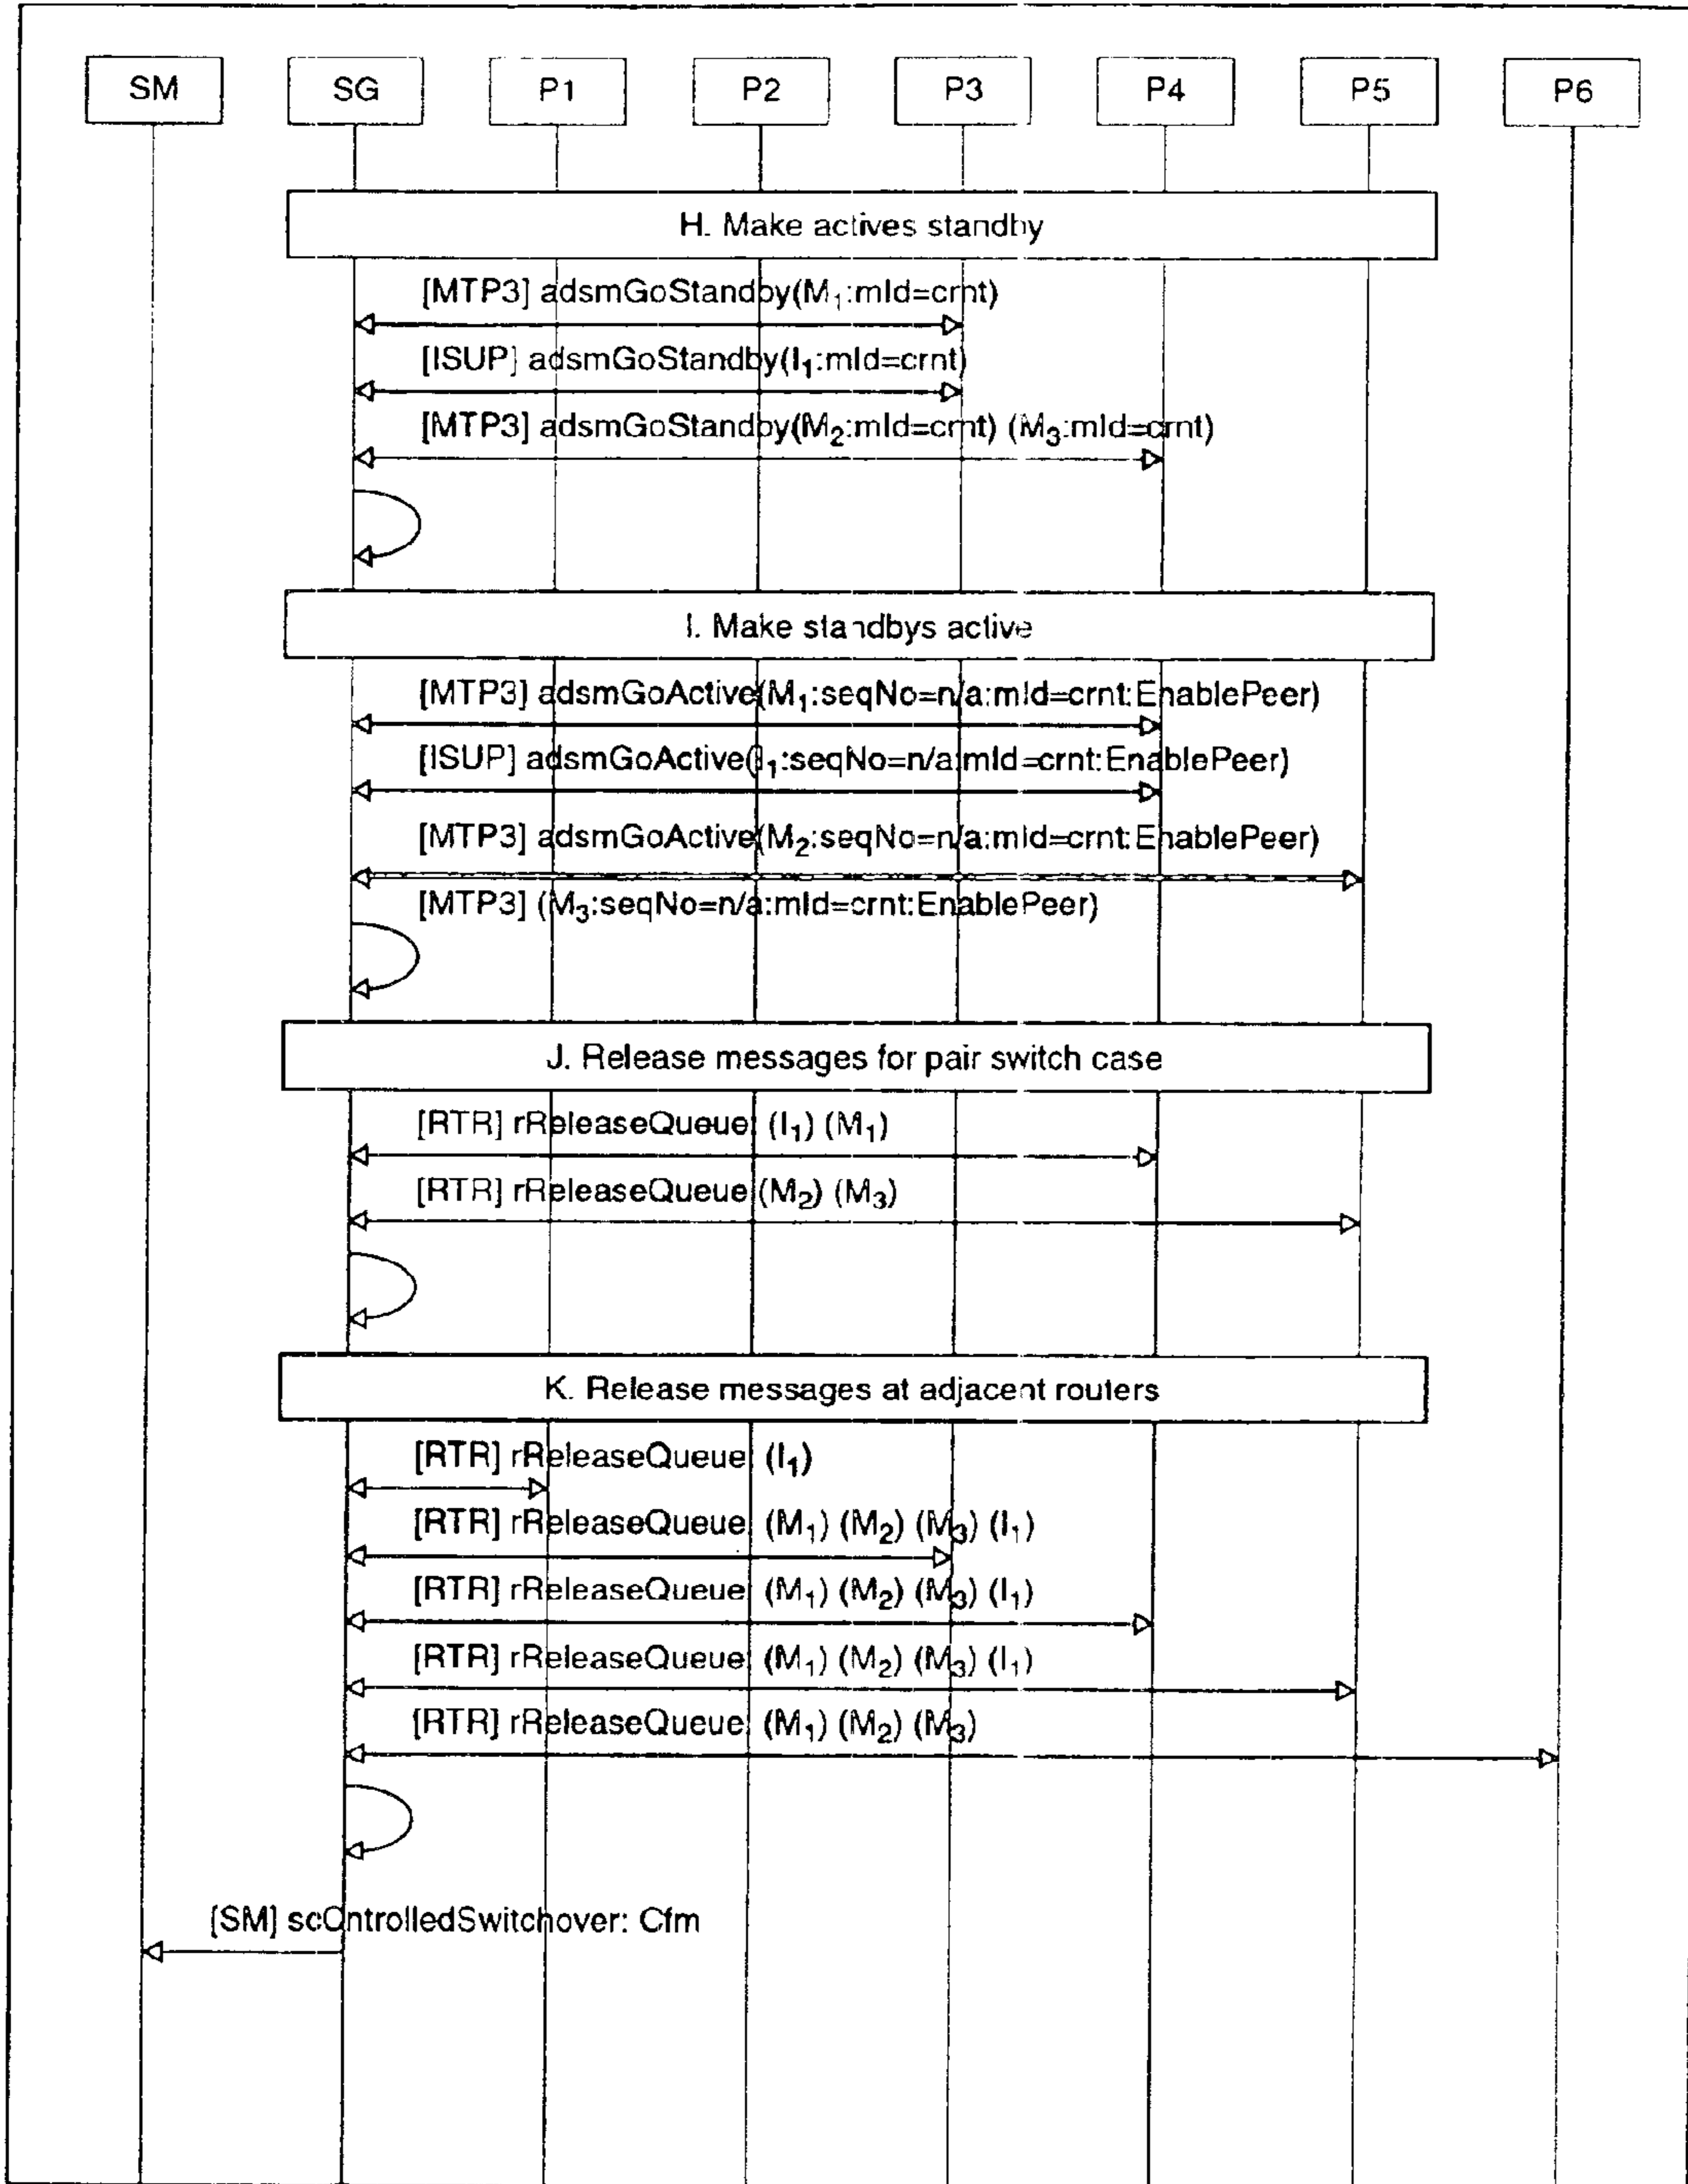 SM SG P1 P2 P3 P4 P5 P6
H. Make actives standby
[MTP3] adsmGoStandby(M₁:mId=crnt)
[ISUP] adsmGoStandby(I₁:mId=crnt)
[MTP3] adsmGoStandby(M₂:mId=crnt) (M₃:mId=crnt)
I. Make standbys active
[MTP3] adsmGoActive(M₁:seqNo=n/a:mId=crnt:EnablePeer)
[ISUP] adsmGoActive(I₁:seqNo=n/a:mId=crnt:EnablePeer)
[MTP3] adsmGoActive(M₂:seqNo=n/a:mId=crnt:EnablePeer)
[MTP3] (M₃:seqNo=n/a:mId=crnt:EnablePeer)
J. Release messages for pair switch case
[RTR] rReleaseQueue (I₁) (M₁)
[RTR] rReleaseQueue (M₂) (M₃)
K. Release messages at adjacent routers
[RTR] rReleaseQueue (I₁)
[RTR] rReleaseQueue (M₁) (M₂) (M₃) (I₁)
[RTR] rReleaseQueue (M₁) (M₂) (M₃) (I₁)
[RTR] rReleaseQueue (M₁) (M₂) (M₃) (I₁)
[RTR] rReleaseQueue (M₁) (M₂) (M₃)
[SM] scOntrolledSwitchover: Cfm